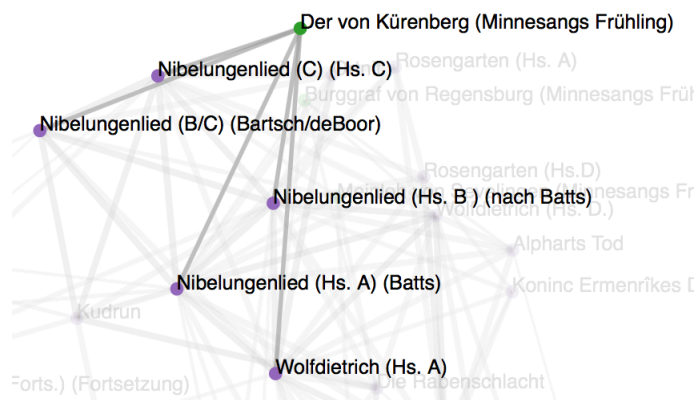 Der von Kürenberg (Minnesangs Frühling)
Rosengarten (Hs. A)
Nibelungenlied (C) (Hs. C)
Burggraf von Regensburg (Minnesangs Früh
Nibelungenlied (B/C) (Bartsch/deBoor)
Rosengarten (Hs.D)
(Minnesangs Fr
Nibelungenlied (Hs. B ) (nach Batts)
Wolfdietrich (Hs. D.)
Alpharts Tod
Nibelungenlied (Hs. A) (Batts)
Koninc Ermenrîkes D
Kudrun
Wolfdietrich (Hs. A)
Forts.) (Fortsetzung)
Die Rabenschlacht